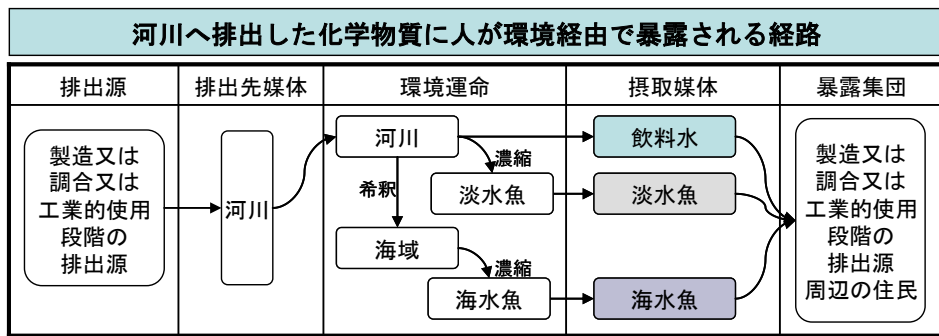 河川へ排出した化学物質に人が環境経由で暴露される経路
排出源
排出先媒体
環境運命
摂取媒体
暴露集団
製造又は
調合又は
工業的使用
段階の
排出源
河川
河川
濃縮
希釈
淡水魚
海域
濃縮
海水魚
飲料水
淡水魚
海水魚
製造又は
調合又は
工業的使用
段階の
排出源
周辺の住民